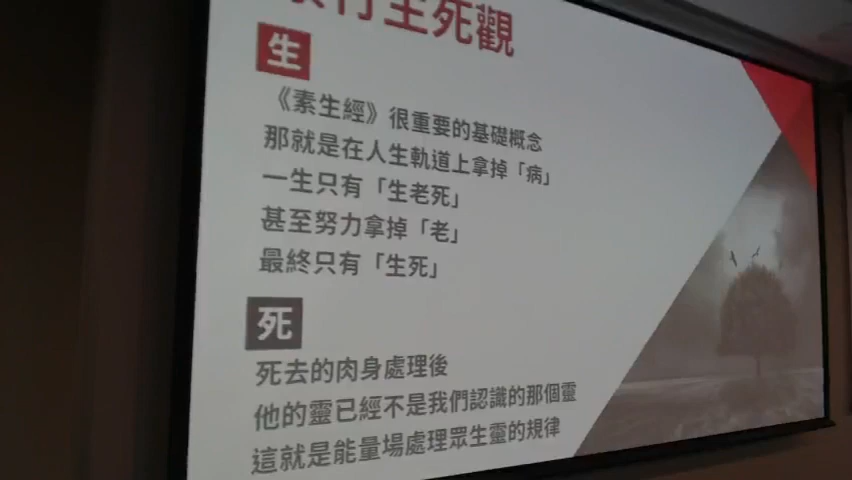 行生死觀
生
《素生經》很重要的基礎概念
那就是在人生軌道上拿掉「病」
一生只有「生老死」
甚至努力拿掉「老」
最終只有「生死」
死
死去的肉身處理後
他的靈已經不是我們認識的那個靈
這就是能量場處理眾生靈的規律